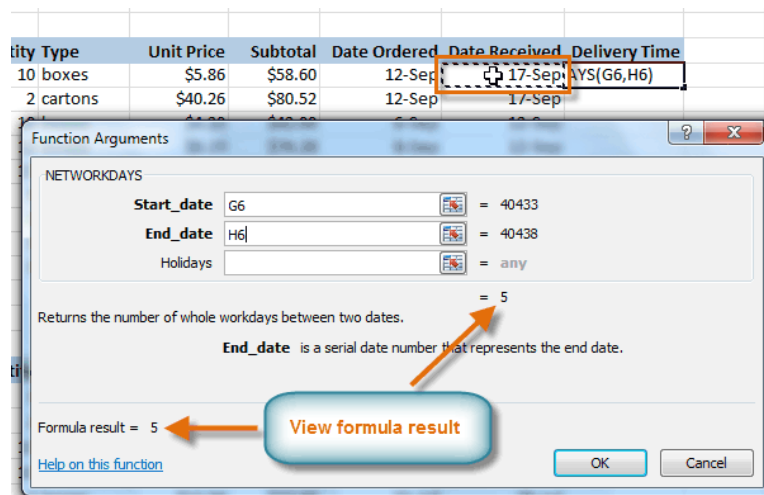 tity Type Unit Price Subtotal Date Ordered Date Received Delivery Time
10 boxes $5.86 $58.60 12-Sep 17-Sep AYS(G6,H6)
2 cartons $40.26 $80.52 12-Sep 17-Sep
Function Arguments
NETWORKDAYS
Start_date G6 = 40433
End_date H6 = 40438
Holidays = any
= 5
Returns the number of whole workdays between two dates.
End_date is a serial date number that represents the end date.
Formula result = 5
View formula result
Help on this function
OK Cancel